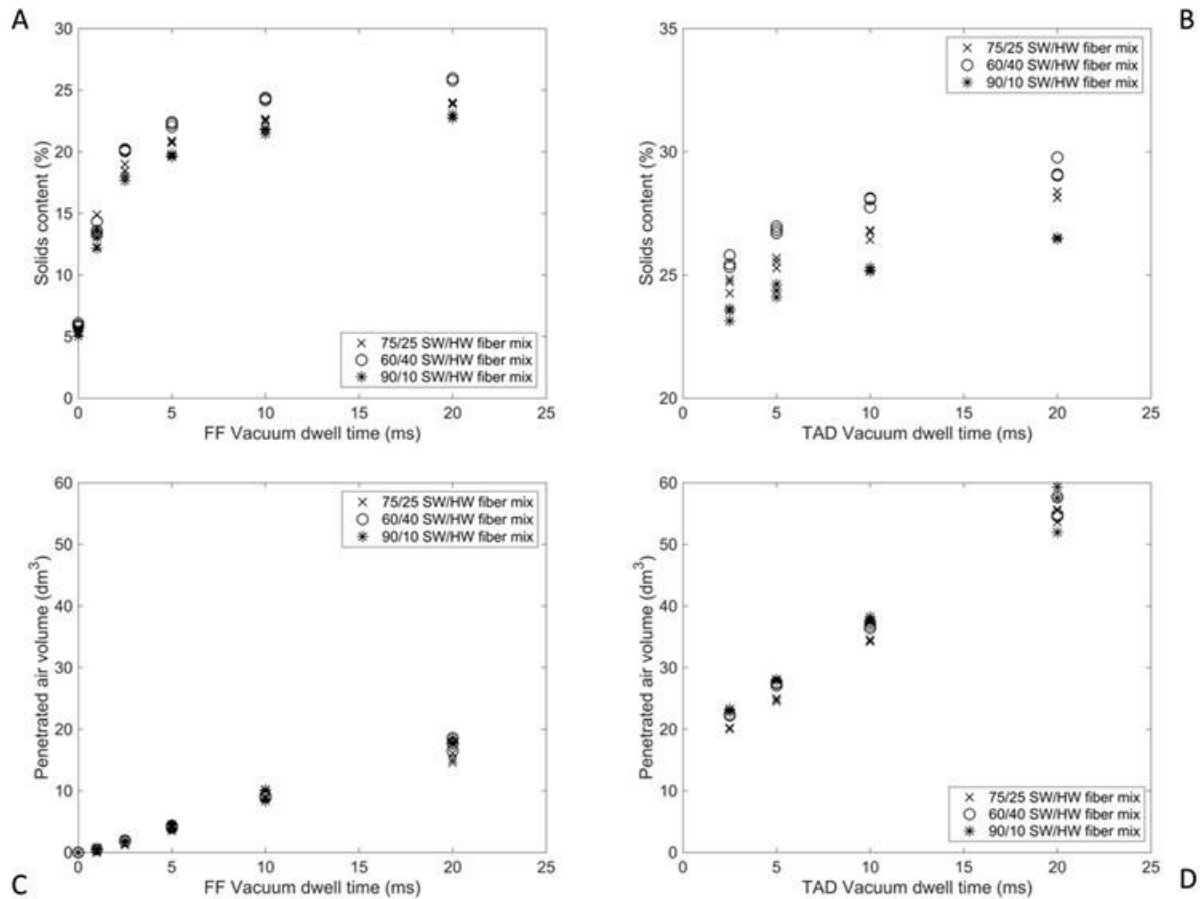 A
30
25
20
15
10
5
0
Solids content (%)
× 75/25 SW/HW fiber mix
○ 60/40 SW/HW fiber mix
✱ 90/10 SW/HW fiber mix
0 5 10 15 20 25
FF Vacuum dwell time (ms)
B
35
30
25
20
Solids content (%)
× 75/25 SW/HW fiber mix
○ 60/40 SW/HW fiber mix
✱ 90/10 SW/HW fiber mix
0 5 10 15 20 25
TAD Vacuum dwell time (ms)
60
50
40
30
20
10
0
Penetrated air volume (dm³)
× 75/25 SW/HW fiber mix
○ 60/40 SW/HW fiber mix
✱ 90/10 SW/HW fiber mix
0 5 10 15 20 25
FF Vacuum dwell time (ms)
C
60
50
40
30
20
10
0
Penetrated air volume (dm³)
× 75/25 SW/HW fiber mix
○ 60/40 SW/HW fiber mix
✱ 90/10 SW/HW fiber mix
0 5 10 15 20 25
TAD Vacuum dwell time (ms)
D